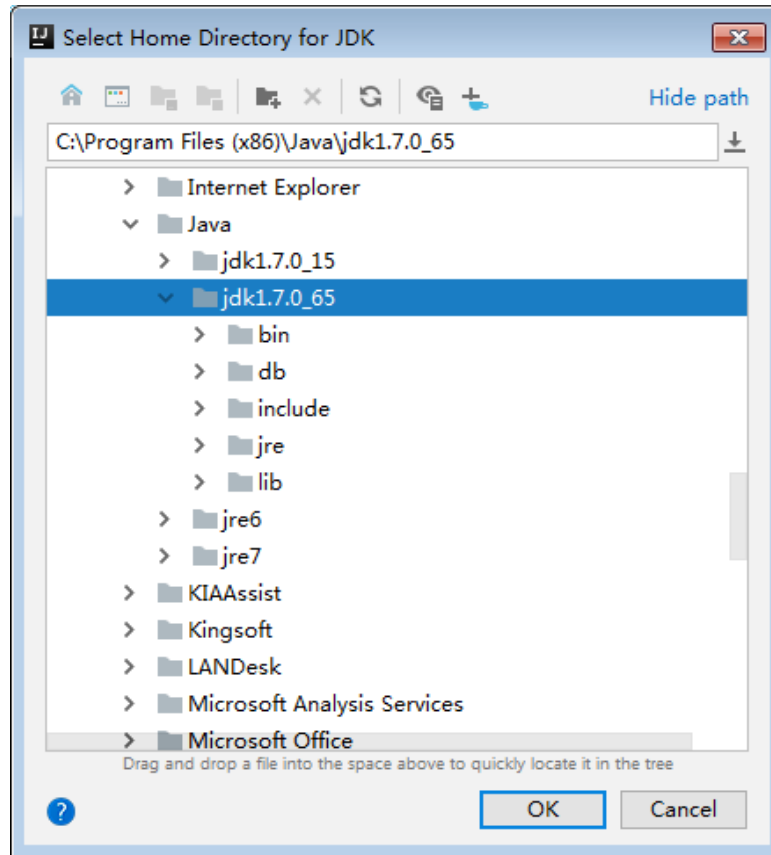 IJ Select Home Directory for JDK
Hide path
C:\Program Files (x86)\Java\jdk1.7.0_65
Internet Explorer
Java
jdk1.7.0_15
jdk1.7.0_65
bin
db
include
jre
lib
jre6
jre7
KIAAssist
Kingsoft
LANDesk
Microsoft Analysis Services
Microsoft Office
Drag and drop a file into the space above to quickly locate it in the tree
? OK Cancel